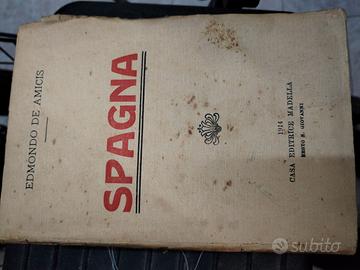 EDMONDO DE AMICIS
SPAGNA
1914
CASA EDITRICE MADELLA
SESTO S. GIOVANNI
subito